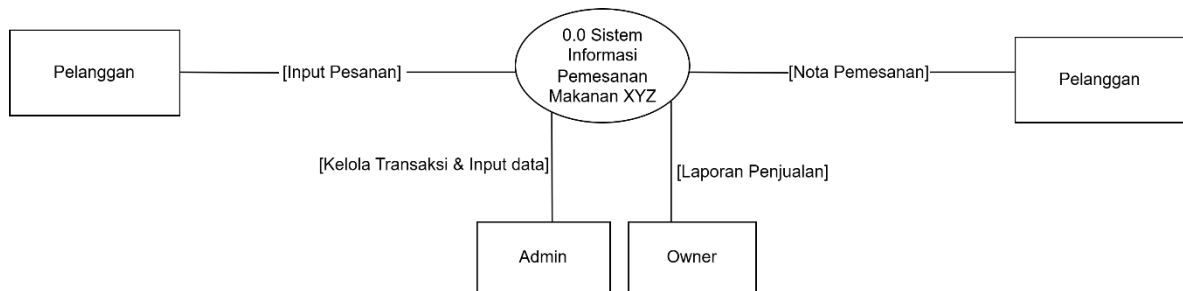 0.0 Sistem
Informasi
Pemesanan
Makanan XYZ
Pelanggan
[Input Pesanan]
[Nota Pemesanan]
Pelanggan
[Kelola Transaksi & Input data]
[Laporan Penjualan]
Admin
Owner